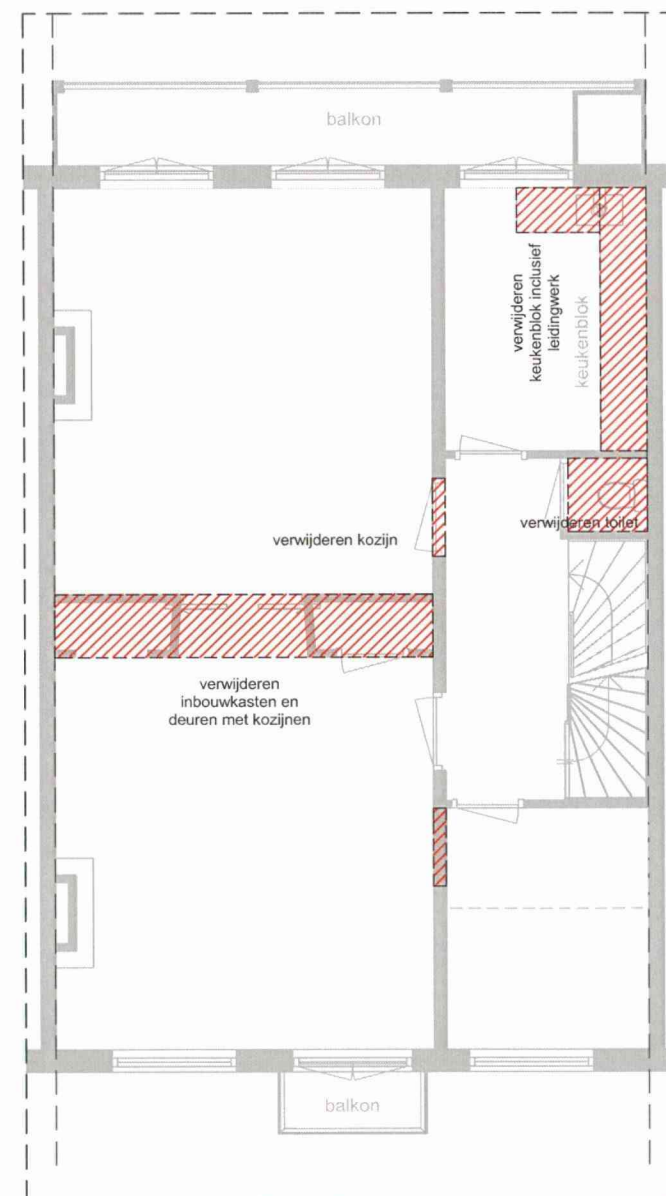 balkon
verwijderen
keukenblok inclusief
leidingwerk
keukenblok
verwijderen toilet
verwijderen kozijn
verwijderen
inbouwkasten en
deuren met kozijnen
balkon